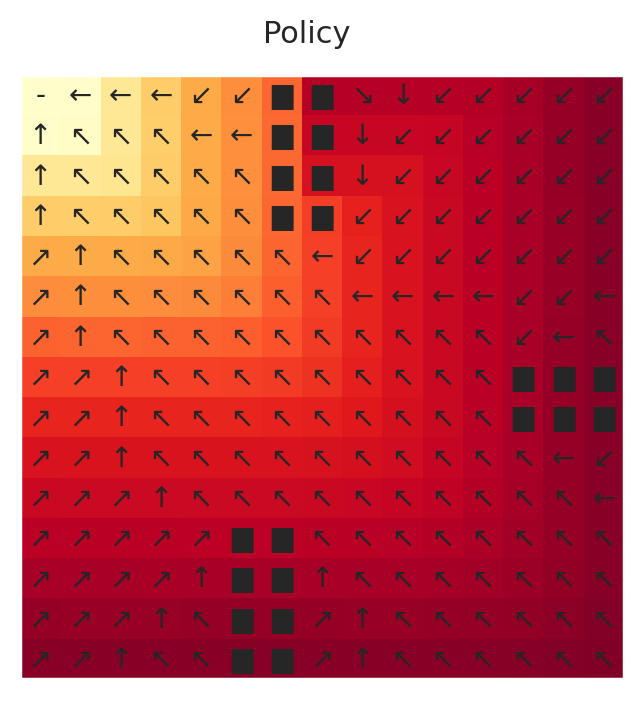 Policy
- ← ← ← ↙ ↙ ■ ■ ↘ ↓ ↙ ↙ ↙ ↙ ↙
↑ ↖ ↖ ↖ ← ← ■ ■ ↓ ↙ ↙ ↙ ↙ ↙ ↙
↑ ↖ ↖ ↖ ↖ ↖ ■ ■ ↓ ↙ ↙ ↙ ↙ ↙ ↙
↑ ↖ ↖ ↖ ↖ ↖ ■ ■ ↙ ↙ ↙ ↙ ↙ ↙ ↙
↗ ↑ ↖ ↖ ↖ ↖ ↖ ← ↙ ↙ ↙ ↙ ↙ ↙ ↙
↗ ↑ ↖ ↖ ↖ ↖ ↖ ↖ ← ← ← ← ↙ ↙ ←
↗ ↑ ↖ ↖ ↖ ↖ ↖ ↖ ↖ ↖ ↖ ↖ ↙ ← ↖
↗ ↗ ↑ ↖ ↖ ↖ ↖ ↖ ↖ ↖ ↖ ↖ ■ ■ ■
↗ ↗ ↑ ↖ ↖ ↖ ↖ ↖ ↖ ↖ ↖ ↖ ■ ■ ■
↗ ↗ ↑ ↖ ↖ ↖ ↖ ↖ ↖ ↖ ↖ ↖ ↖ ← ↙
↗ ↗ ↗ ↑ ↖ ↖ ↖ ↖ ↖ ↖ ↖ ↖ ↖ ↖ ←
↗ ↗ ↗ ↗ ↗ ■ ■ ↖ ↖ ↖ ↖ ↖ ↖ ↖ ↖
↗ ↗ ↗ ↗ ↑ ■ ■ ↑ ↖ ↖ ↖ ↖ ↖ ↖ ↖
↗ ↗ ↗ ↑ ↖ ■ ■ ↗ ↑ ↖ ↖ ↖ ↖ ↖ ↖
↗ ↗ ↑ ↖ ↖ ■ ■ ↗ ↑ ↖ ↖ ↖ ↖ ↖ ↖